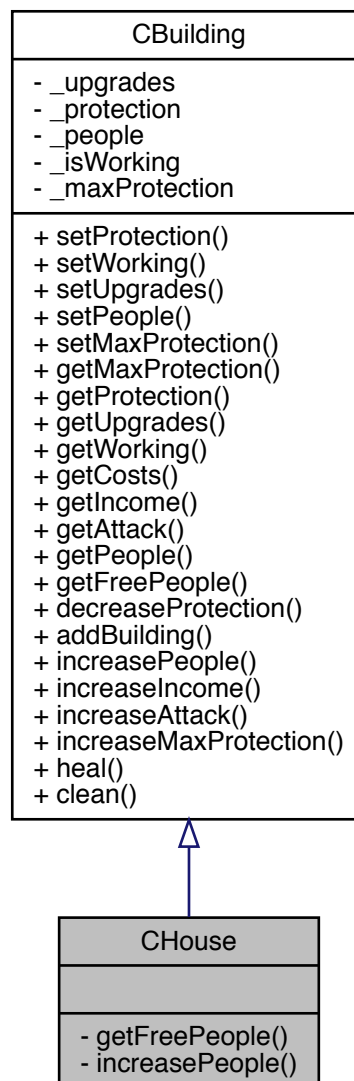 CBuilding
- _upgrades
- _protection
- _people
- _isWorking
- _maxProtection
+ setProtection()
+ setWorking()
+ setUpgrades()
+ setPeople()
+ setMaxProtection()
+ getMaxProtection()
+ getProtection()
+ getUpgrades()
+ getWorking()
+ getCosts()
+ getIncome()
+ getAttack()
+ getPeople()
+ getFreePeople()
+ decreaseProtection()
+ addBuilding()
+ increasePeople()
+ increaseIncome()
+ increaseAttack()
+ increaseMaxProtection()
+ heal()
+ clean()
CHouse
- getFreePeople()
- increasePeople()